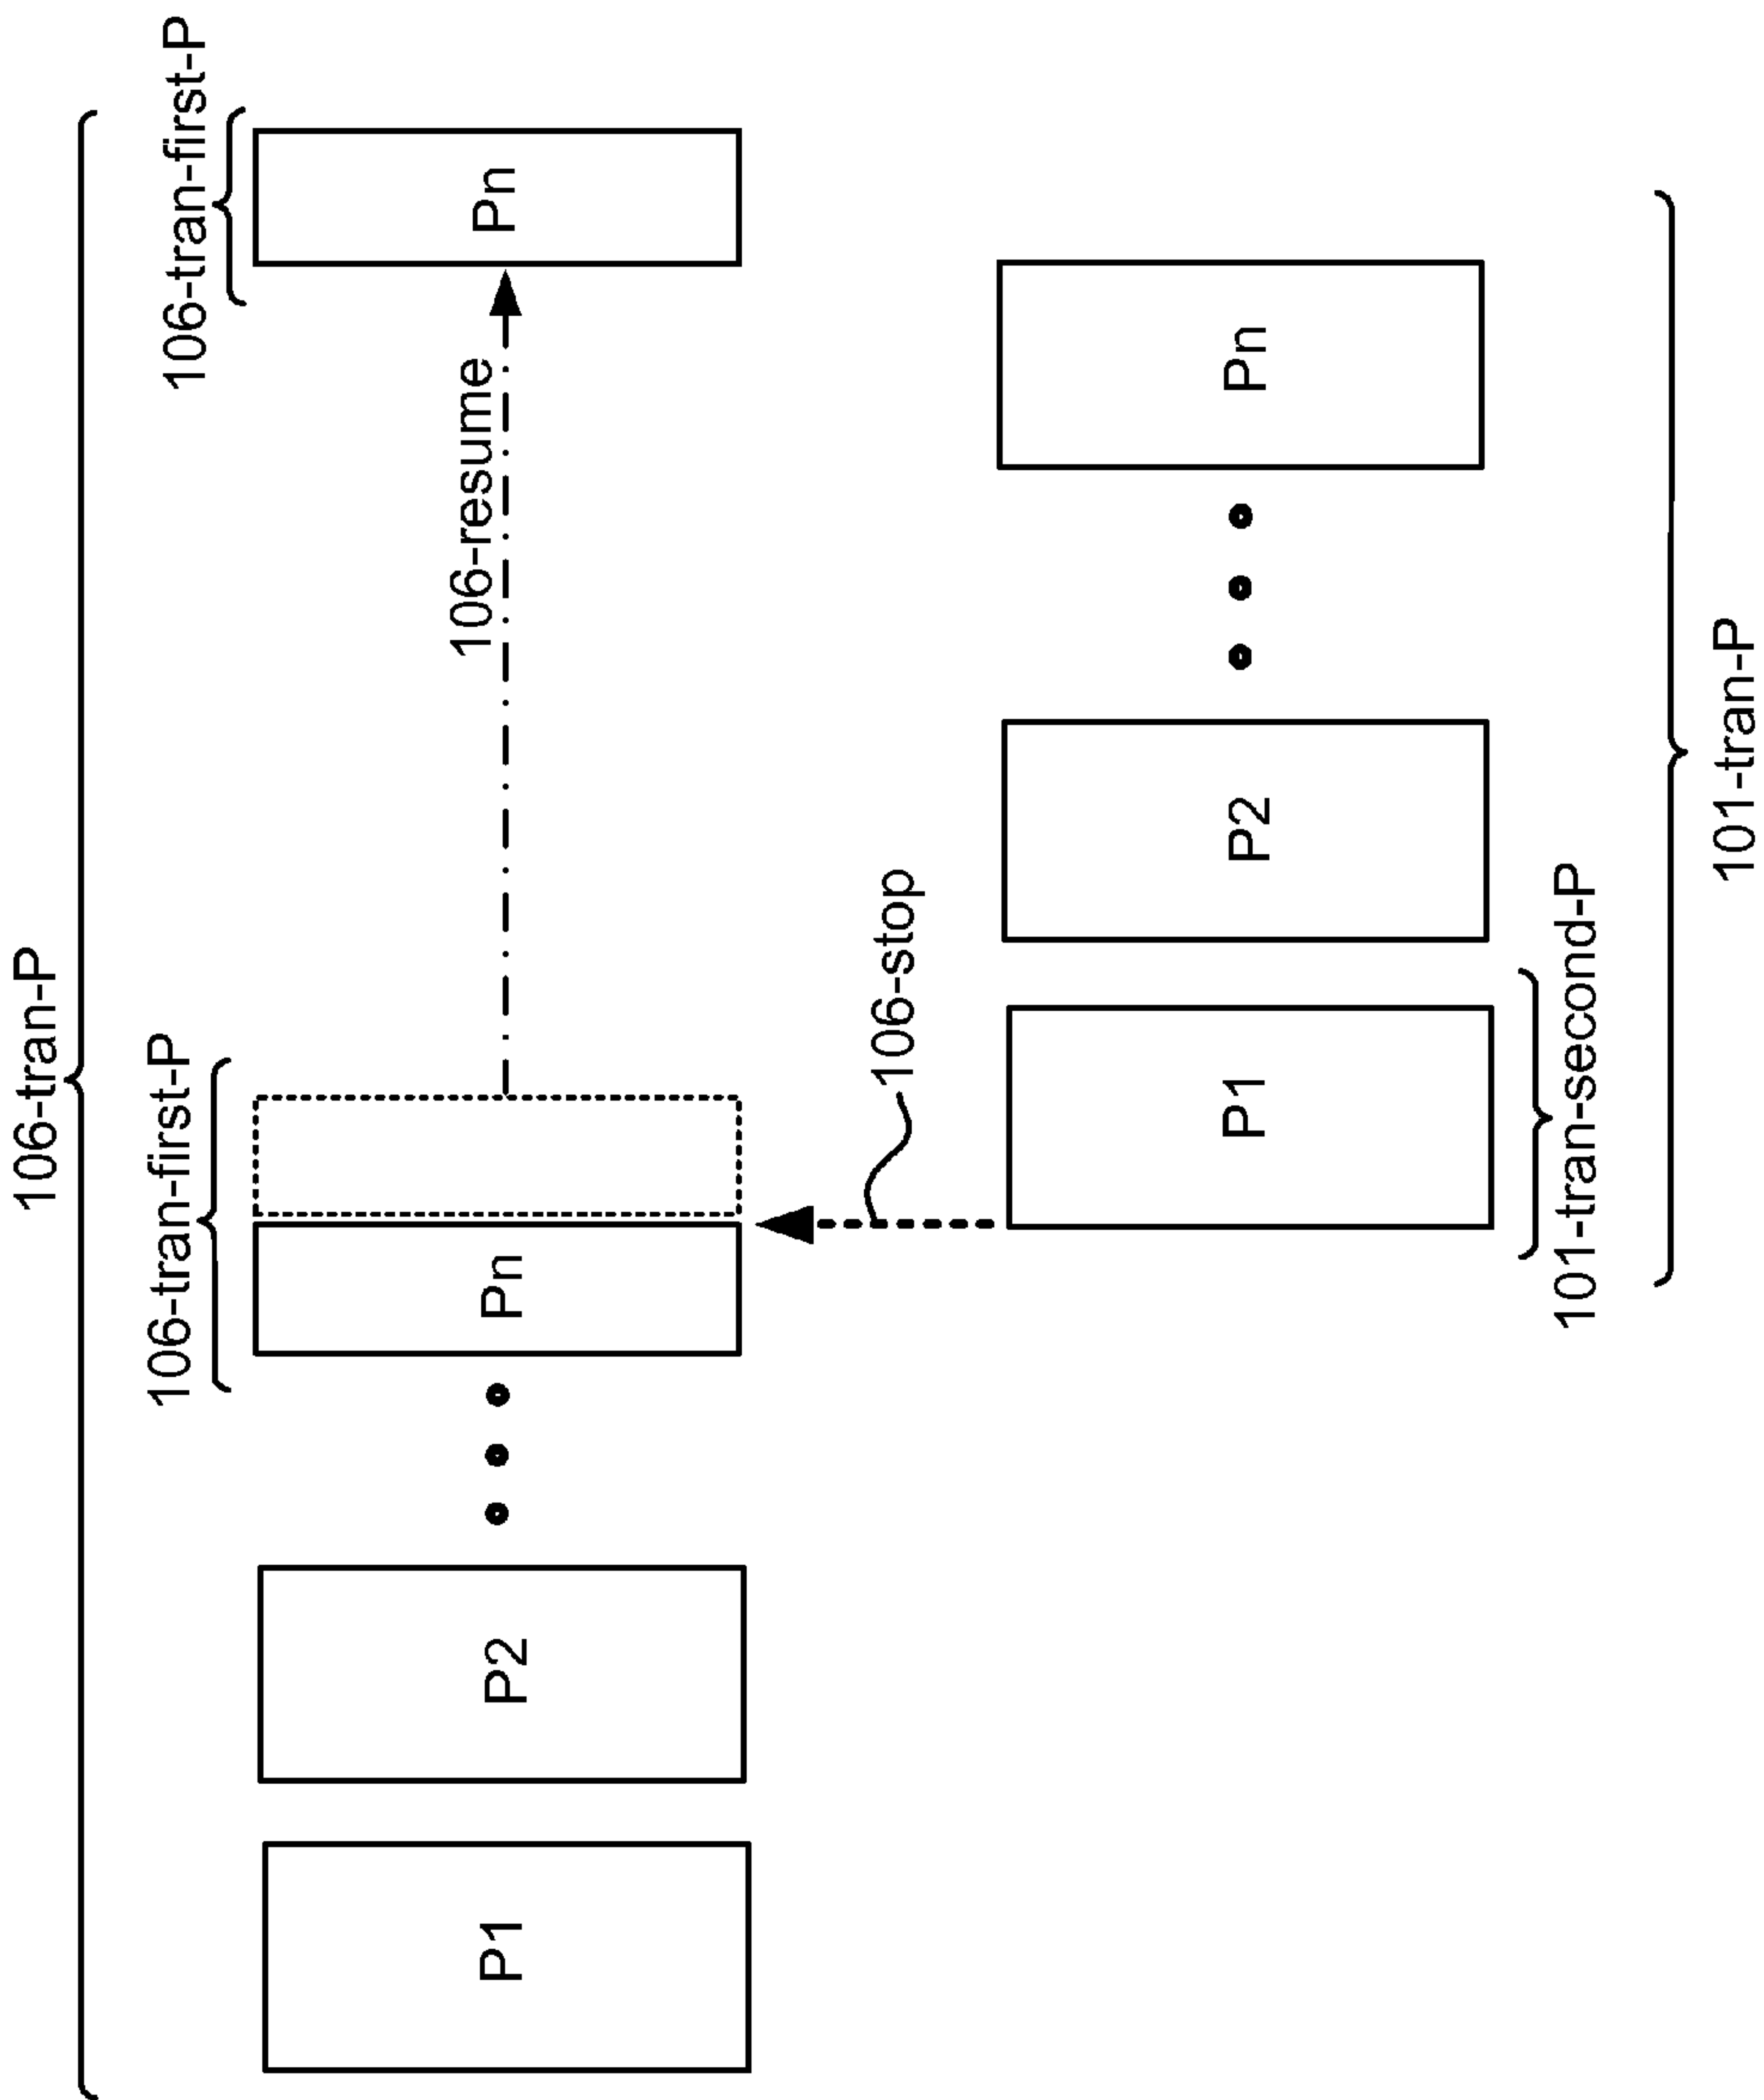 106-tran-P
106-tran-first-P
106-tran-first-P
P1
P2
Pn
106-resume
Pn
106-stop
P1
P2
Pn
101-tran-second-P
101-tran-P